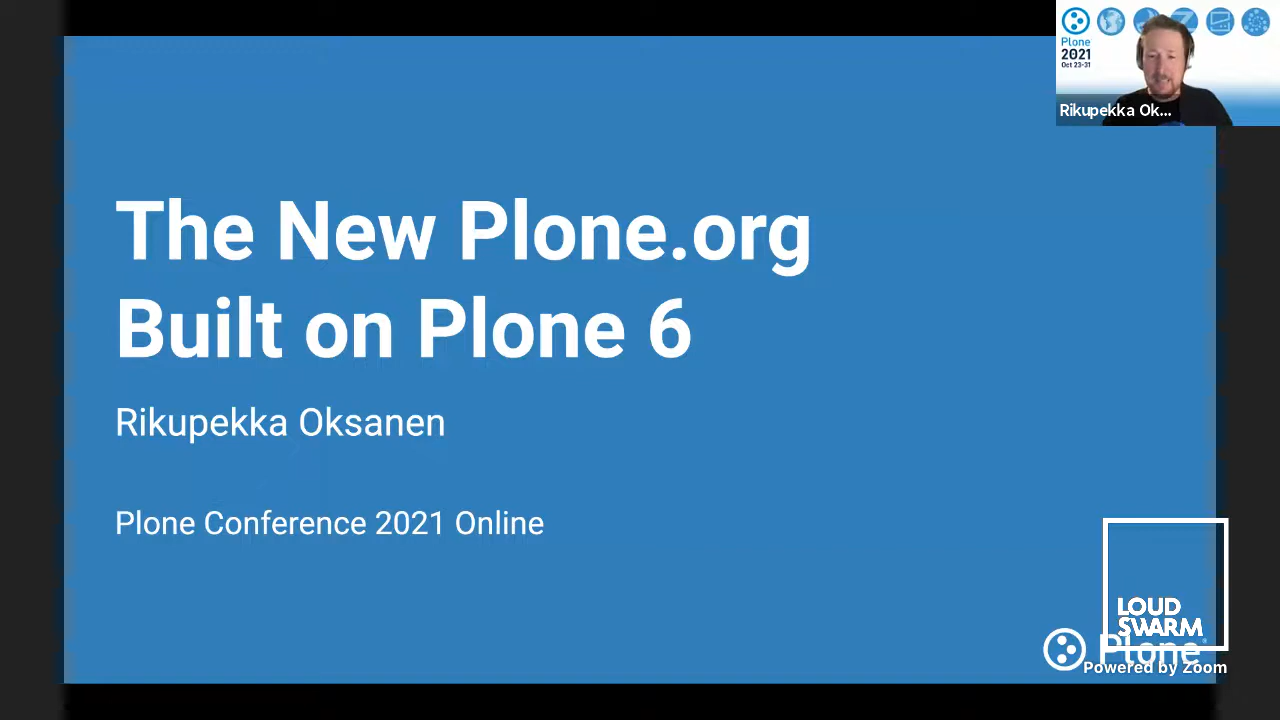 Plone
2021
Oct 23-31
Rikupekka Ok...
The New Plone.org
Built on Plone 6
Rikupekka Oksanen
Plone Conference 2021 Online
LOUD
SWARM
Plone
Powered by Zoom